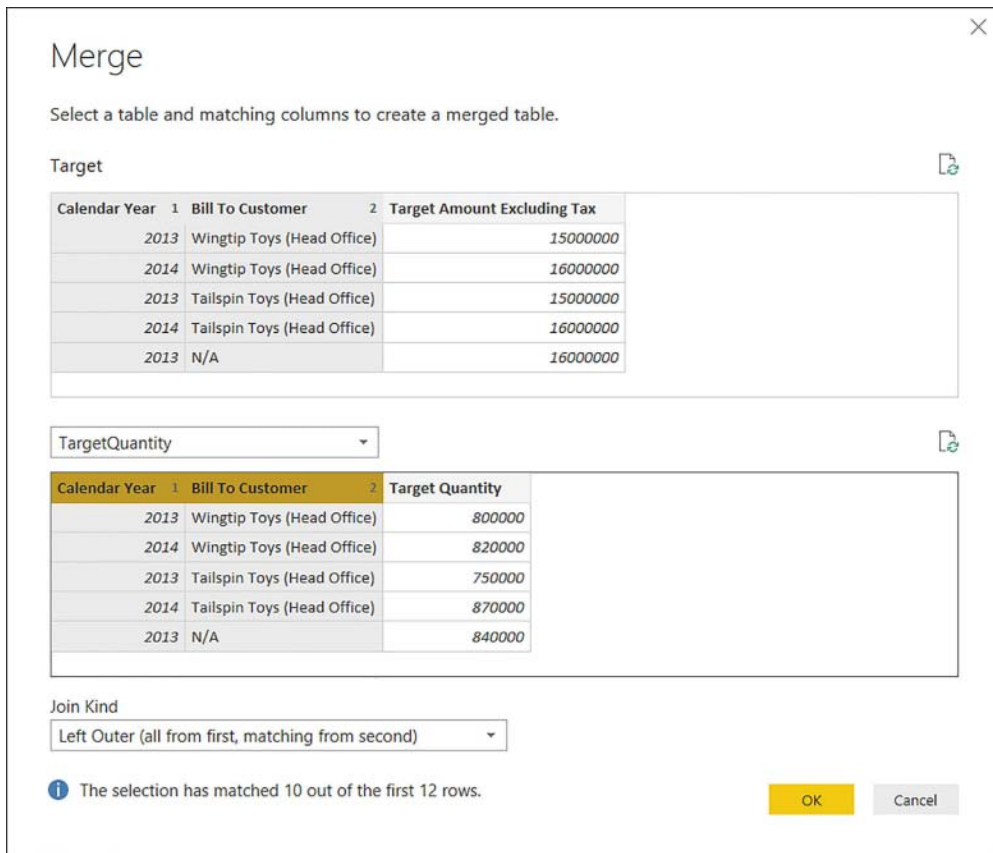 Merge
Select a table and matching columns to create a merged table.
Target
Calendar Year 1 Bill To Customer 2 Target Amount Excluding Tax
2013 Wingtip Toys (Head Office) 15000000
2014 Wingtip Toys (Head Office) 16000000
2013 Tailspin Toys (Head Office) 15000000
2014 Tailspin Toys (Head Office) 16000000
2013 N/A 16000000
TargetQuantity
Calendar Year 1 Bill To Customer 2 Target Quantity
2013 Wingtip Toys (Head Office) 800000
2014 Wingtip Toys (Head Office) 820000
2013 Tailspin Toys (Head Office) 750000
2014 Tailspin Toys (Head Office) 870000
2013 N/A 840000
Join Kind
Left Outer (all from first, matching from second)
The selection has matched 10 out of the first 12 rows.
OK Cancel